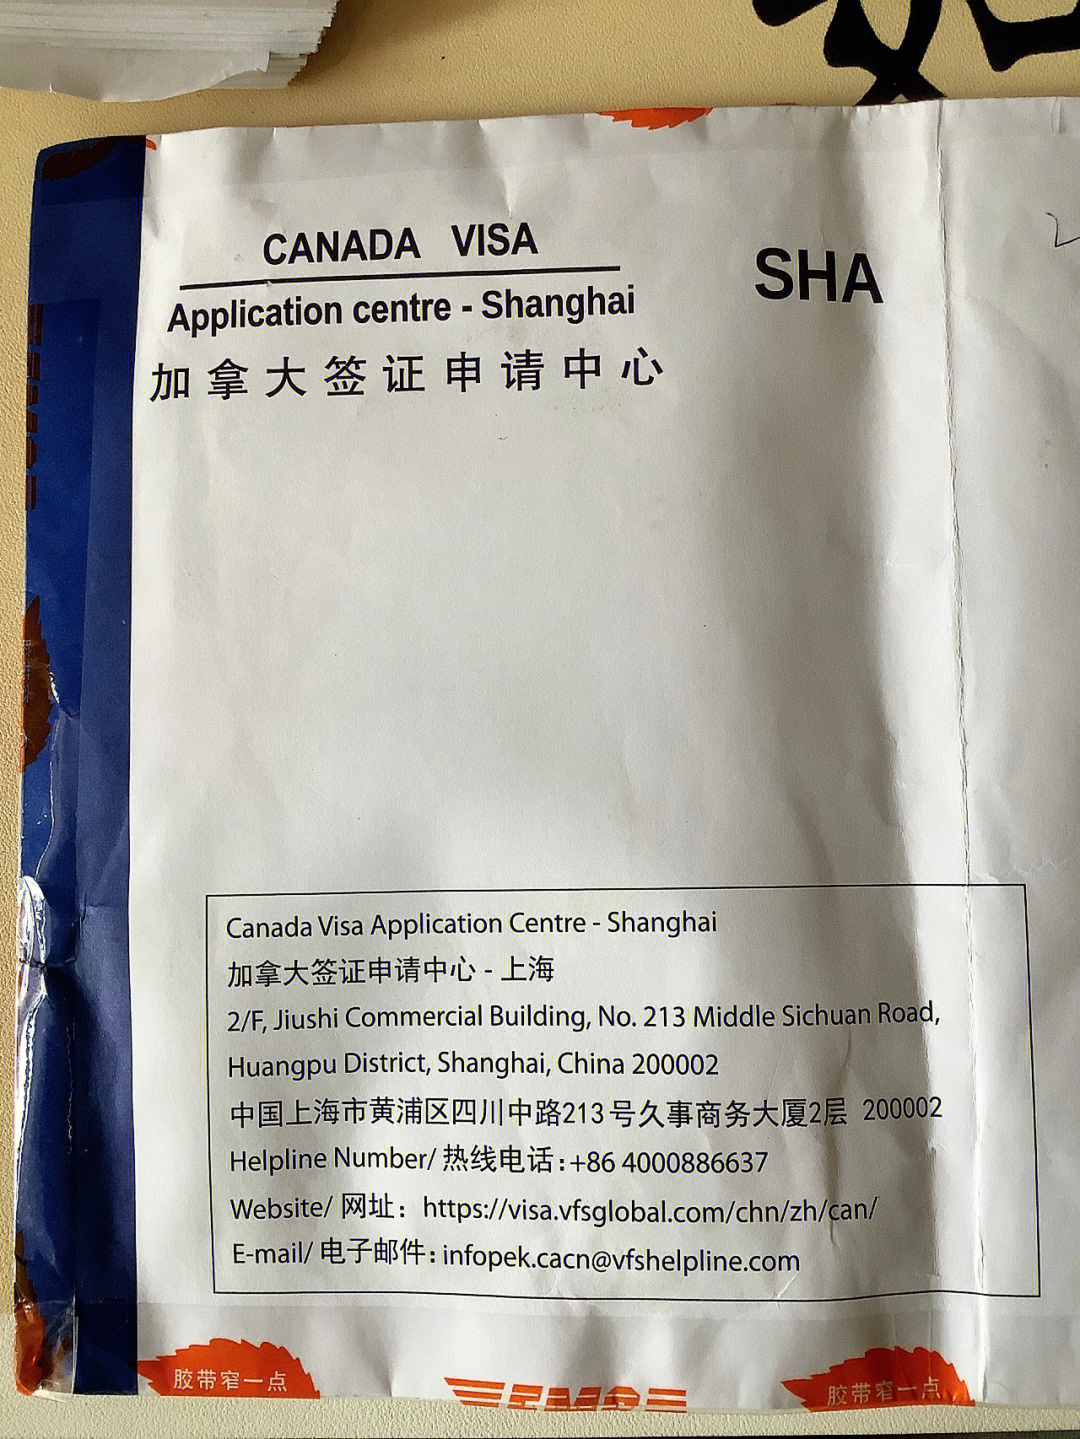 CANADA VISA
Application centre - Shanghai
加拿大签证申请中心
SHA
Canada Visa Application Centre - Shanghai
加拿大签证申请中心 - 上海
2/F, Jiushi Commercial Building, No. 213 Middle Sichuan Road,
Huangpu District, Shanghai, China 200002
中国上海市黄浦区四川中路213号久事商务大厦2层 200002
Helpline Number/ 热线电话:+86 4000886637
Website/ 网址：https://visa.vfsglobal.com/chn/zh/can/
E-mail/ 电子邮件:infopek.cacn@vfshelpline.com
胶带窄一点
EMS
胶带窄一点